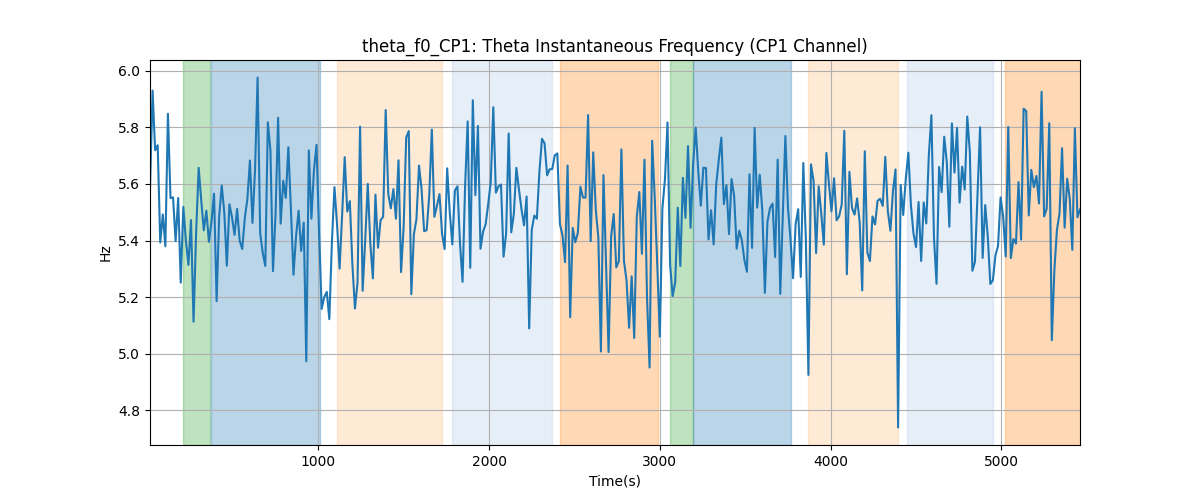 theta_f0_CP1: Theta Instantaneous Frequency (CP1 Channel)
6.0
5.8
5.6
5.4
5.2
5.0
4.8
Hz
1000 2000 3000 4000 5000
Time(s)